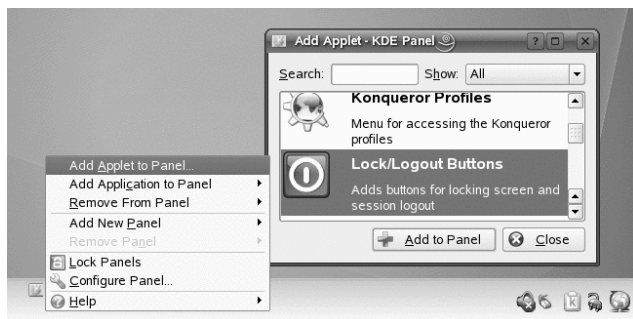 Add Applet - KDE Panel
Search:
Show: All
Konqueror Profiles
Menu for accessing the Konqueror
profiles
Lock/Logout Buttons
Adds buttons for locking screen and
session logout
Add to Panel
Close
Add Applet to Panel...
Add Application to Panel
Remove From Panel
Add New Panel
Remove Panel
Lock Panels
Configure Panel...
Help